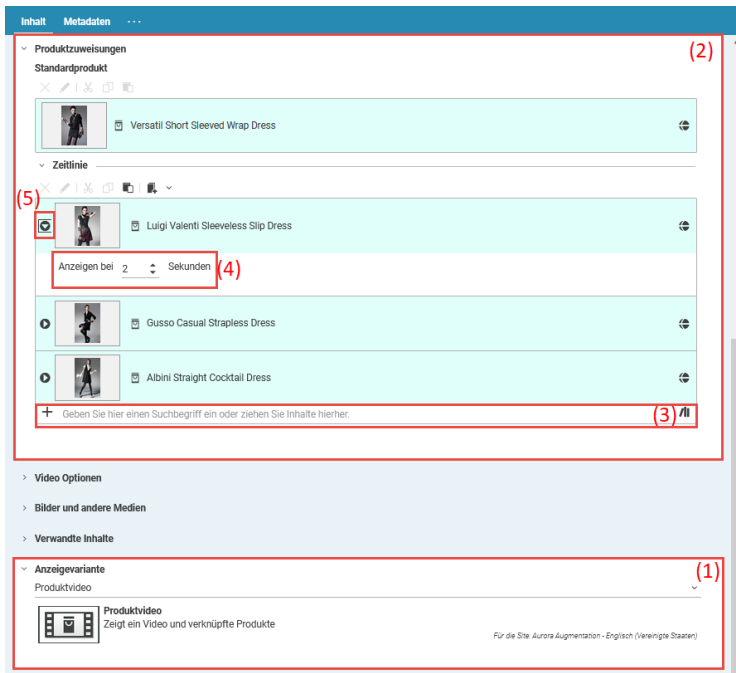 Inhalt Metadaten ...
Produktzuweisungen (2)
Standardprodukt
Versatil Short Sleeved Wrap Dress
Zeitlinie
(5)
Luigi Valenti Sleeveless Slip Dress
Anzeigen bei 2 Sekunden (4)
Gusso Casual Strapless Dress
Albini Straight Cocktail Dress
Geben Sie hier einen Suchbegriff ein oder ziehen Sie Inhalte hierher. (3)
Video Optionen
Bilder und andere Medien
Verwandte Inhalte
Anzeigevariante (1)
Produktvideo
Produktvideo
Zeigt ein Video und verknüpfte Produkte
Für die Site: Aurora Augmentation - Englisch (Vereinigte Staaten)